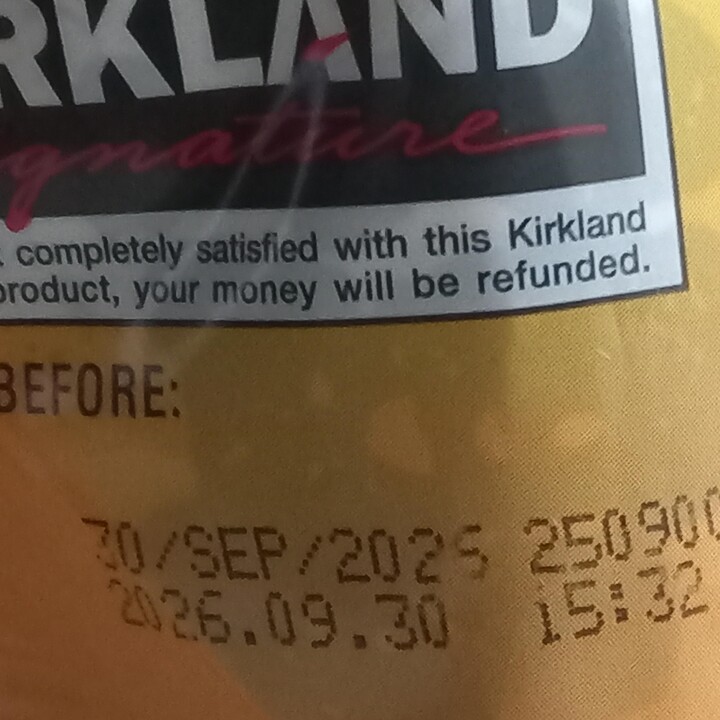 RKLAND
gnature
completely satisfied with this Kirkland
product, your money will be refunded.
BEFORE:
30/SEP/2025 250900
2026.09.30 15:32